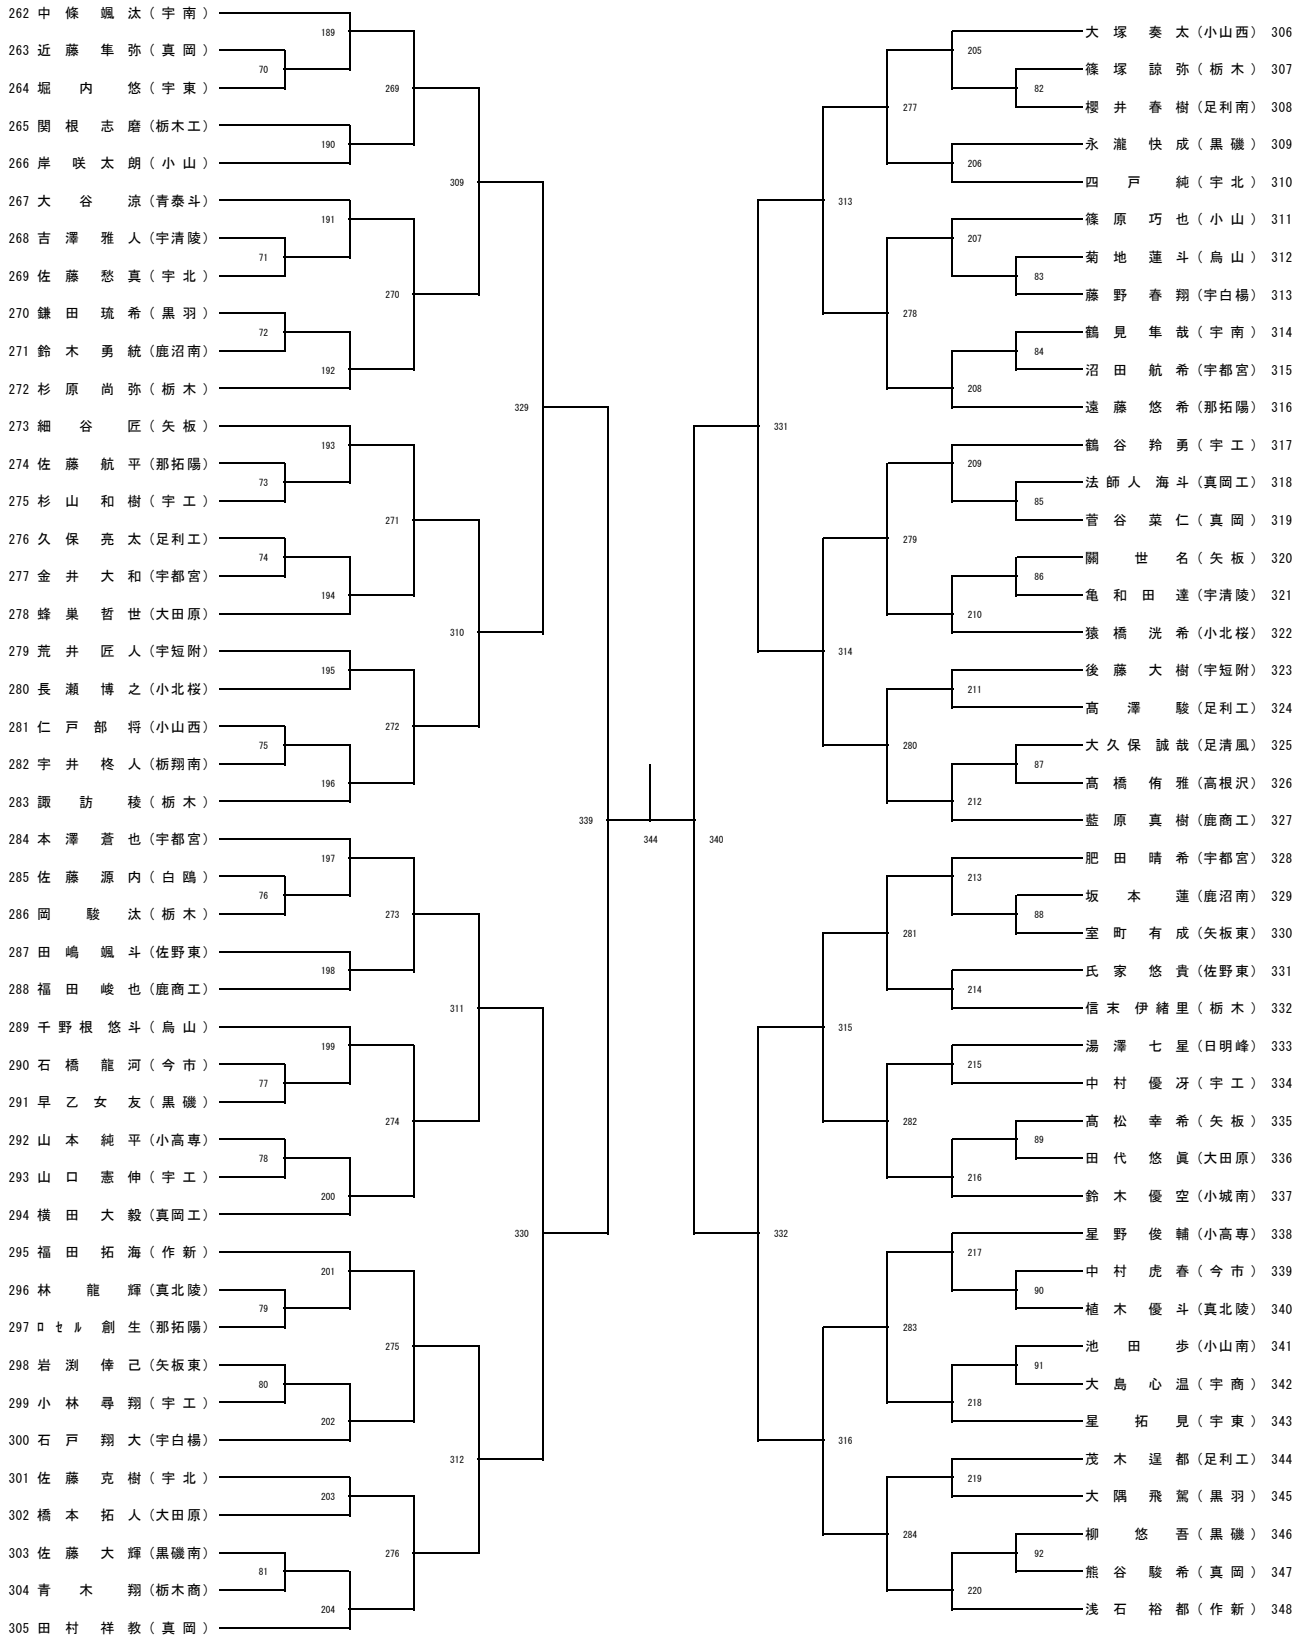 262 中條 颯汰 (宇南)
263 近藤 隼弥 (真岡)
264 堀内 悠 (宇東)
265 関根 志磨 (栃木工)
266 岸 咲太朗 (小山)
267 大谷 涼 (青泰斗)
268 吉澤 雅人 (宇清陵)
269 佐藤 愁真 (宇北)
270 鎌田 琉希 (黒羽)
271 鈴木 勇統 (鹿沼南)
272 杉原 尚弥 (栃木)
273 細谷 匠 (矢板)
274 佐藤 航平 (那拓陽)
275 杉山 和樹 (宇工)
276 久保 亮太 (足利工)
277 金井 大和 (宇都宮)
278 蜂巣 哲世 (大田原)
279 荒井 匠人 (宇短附)
280 長瀬 博之 (小北桜)
281 仁戸部 将 (小山西)
282 宇井 柊人 (栃翔南)
283 諏訪 稜 (栃木)
284 本澤 蒼也 (宇都宮)
285 佐藤 源内 (白鴎)
286 岡 駿汰 (栃木)
287 田嶋 颯斗 (佐野東)
288 福田 峻也 (鹿商工)
289 千野根 悠斗 (烏山)
290 石橋 龍河 (今市)
291 早乙女 友 (黒磯)
292 山本 純平 (小高専)
293 山口 憲伸 (宇工)
294 横田 大毅 (真岡工)
295 福田 拓海 (作新)
296 林 龍輝 (真北陵)
297 ロセル 創生 (那拓陽)
298 岩渕 倖己 (矢板東)
299 小林 尋翔 (宇工)
300 石戸 翔大 (宇白楊)
301 佐藤 克樹 (宇北)
302 橋本 拓人 (大田原)
303 佐藤 大輝 (黒磯南)
304 青木 翔 (栃木商)
305 田村 祥教 (真岡)
70
71
72
73
74
75
76
77
78
79
80
81
189
190
191
192
193
194
195
196
197
198
199
200
201
202
203
204
269
270
271
272
273
274
275
276
309
310
311
312
329
330
339
344
340
331
332
313
314
315
316
277
278
279
280
281
282
283
284
205
206
207
208
209
210
211
212
213
214
215
216
217
218
219
220
82
83
84
85
86
87
88
89
90
91
92
大塚 奏太 (小山西) 306
篠塚 諒弥 (栃木) 307
櫻井 春樹 (足利南) 308
永瀧 快成 (黒磯) 309
四戸 純 (宇北) 310
篠原 巧也 (小山) 311
菊地 蓮斗 (烏山) 312
藤野 春翔 (宇白楊) 313
鶴見 隼哉 (宇南) 314
沼田 航希 (宇都宮) 315
遠藤 悠希 (那拓陽) 316
鶴谷 羚勇 (宇工) 317
法師人 海斗 (真岡工) 318
菅谷 菜仁 (真岡) 319
關 世名 (矢板) 320
亀和田 達 (宇清陵) 321
猿橋 洸希 (小北桜) 322
後藤 大樹 (宇短附) 323
髙澤 駿 (足利工) 324
大久保 誠哉 (足清風) 325
髙橋 侑雅 (高根沢) 326
藍原 真樹 (鹿商工) 327
肥田 晴希 (宇都宮) 328
坂本 蓮 (鹿沼南) 329
室町 有成 (矢板東) 330
氏家 悠貴 (佐野東) 331
信末 伊緒里 (栃木) 332
湯澤 七星 (日明峰) 333
中村 優冴 (宇工) 334
髙松 幸希 (矢板) 335
田代 悠眞 (大田原) 336
鈴木 優空 (小城南) 337
星野 俊輔 (小高専) 338
中村 虎春 (今市) 339
植木 優斗 (真北陵) 340
池田 歩 (小山南) 341
大島 心温 (宇商) 342
星 拓見 (宇東) 343
茂木 逞都 (足利工) 344
大隅 飛駕 (黒羽) 345
柳 悠吾 (黒磯) 346
熊谷 駿希 (真岡) 347
浅石 裕都 (作新) 348